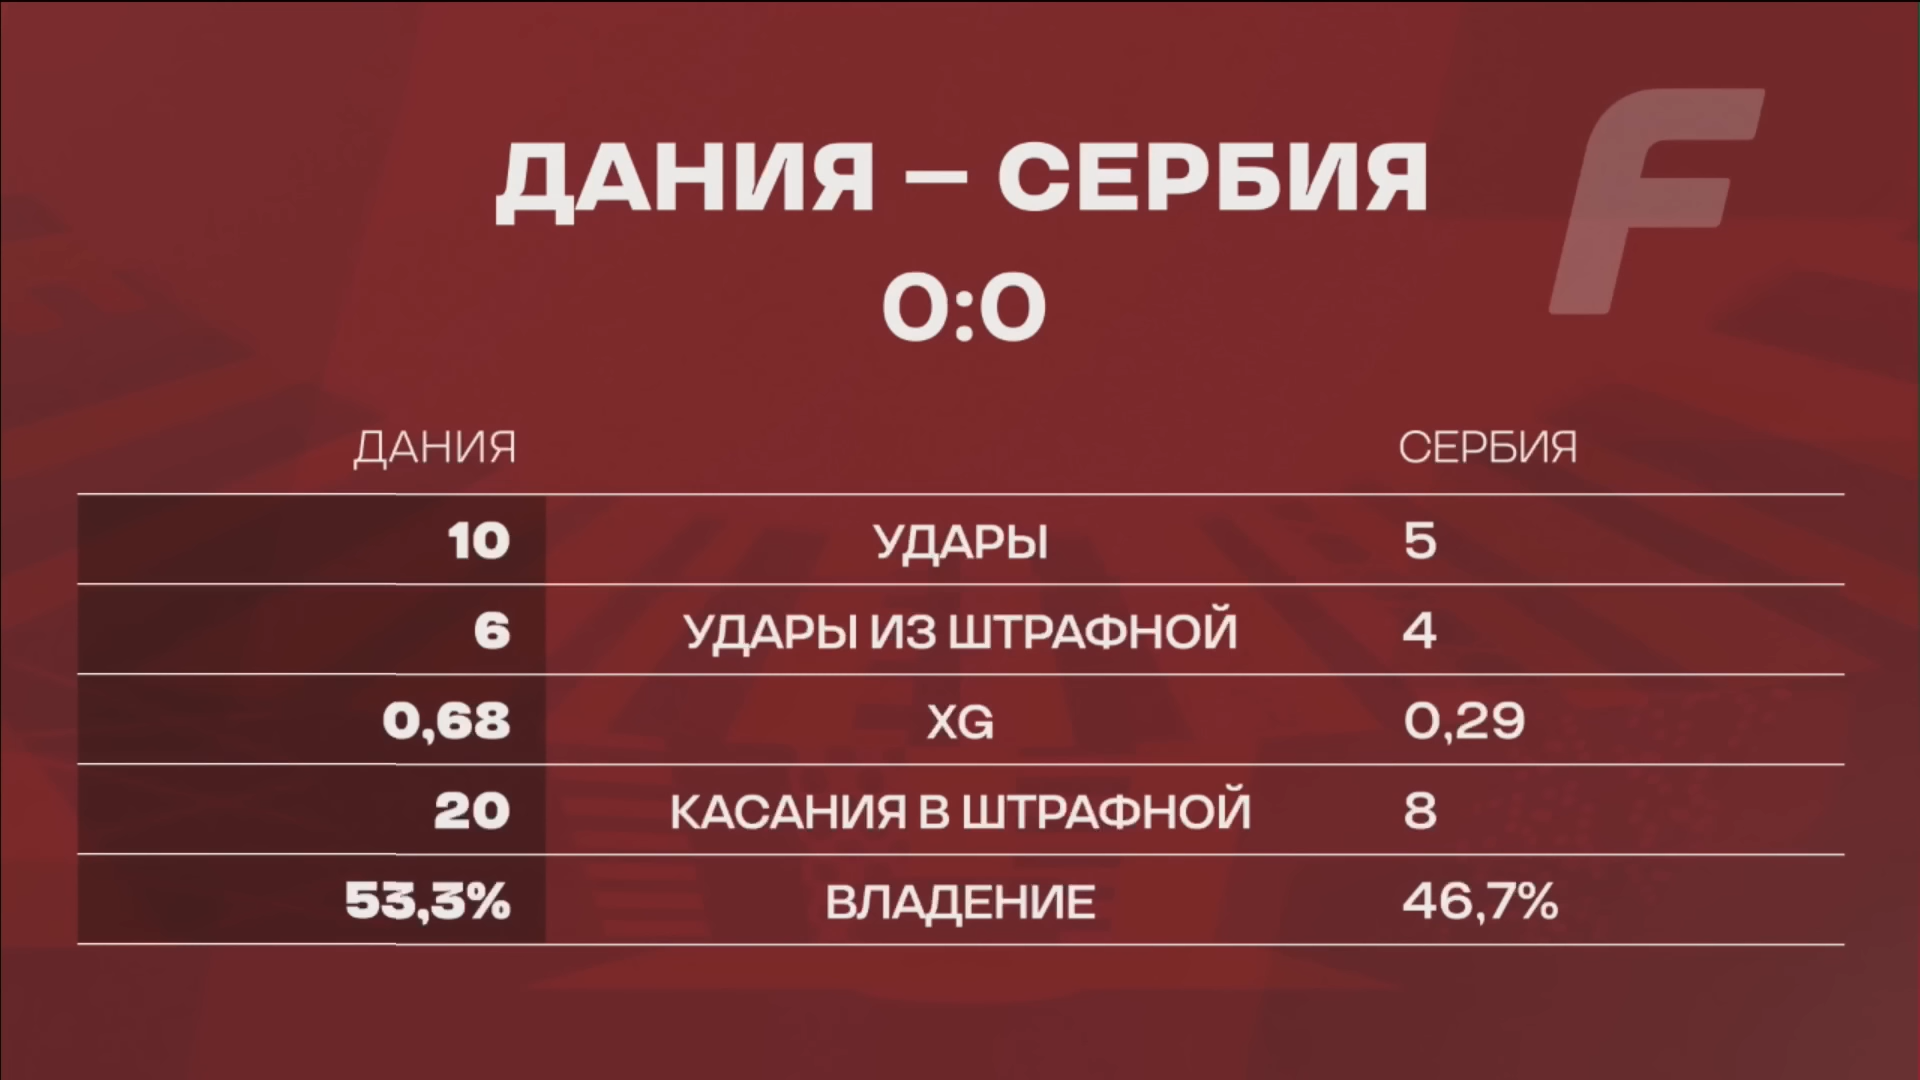 ДАНИЯ – СЕРБИЯ
F
0:0
ДАНИЯ СЕРБИЯ
10 УДАРЫ 5
6 УДАРЫ ИЗ ШТРАФНОЙ 4
0,68 XG 0,29
20 КАСАНИЯ В ШТРАФНОЙ 8
53,3% ВЛАДЕНИЕ 46,7%